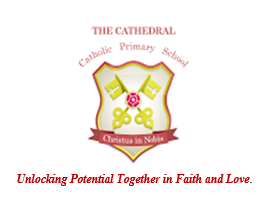 THE CATHEDRAL
Catholic Primary School
Christus in Nobis
Unlocking Potential Together in Faith and Love.